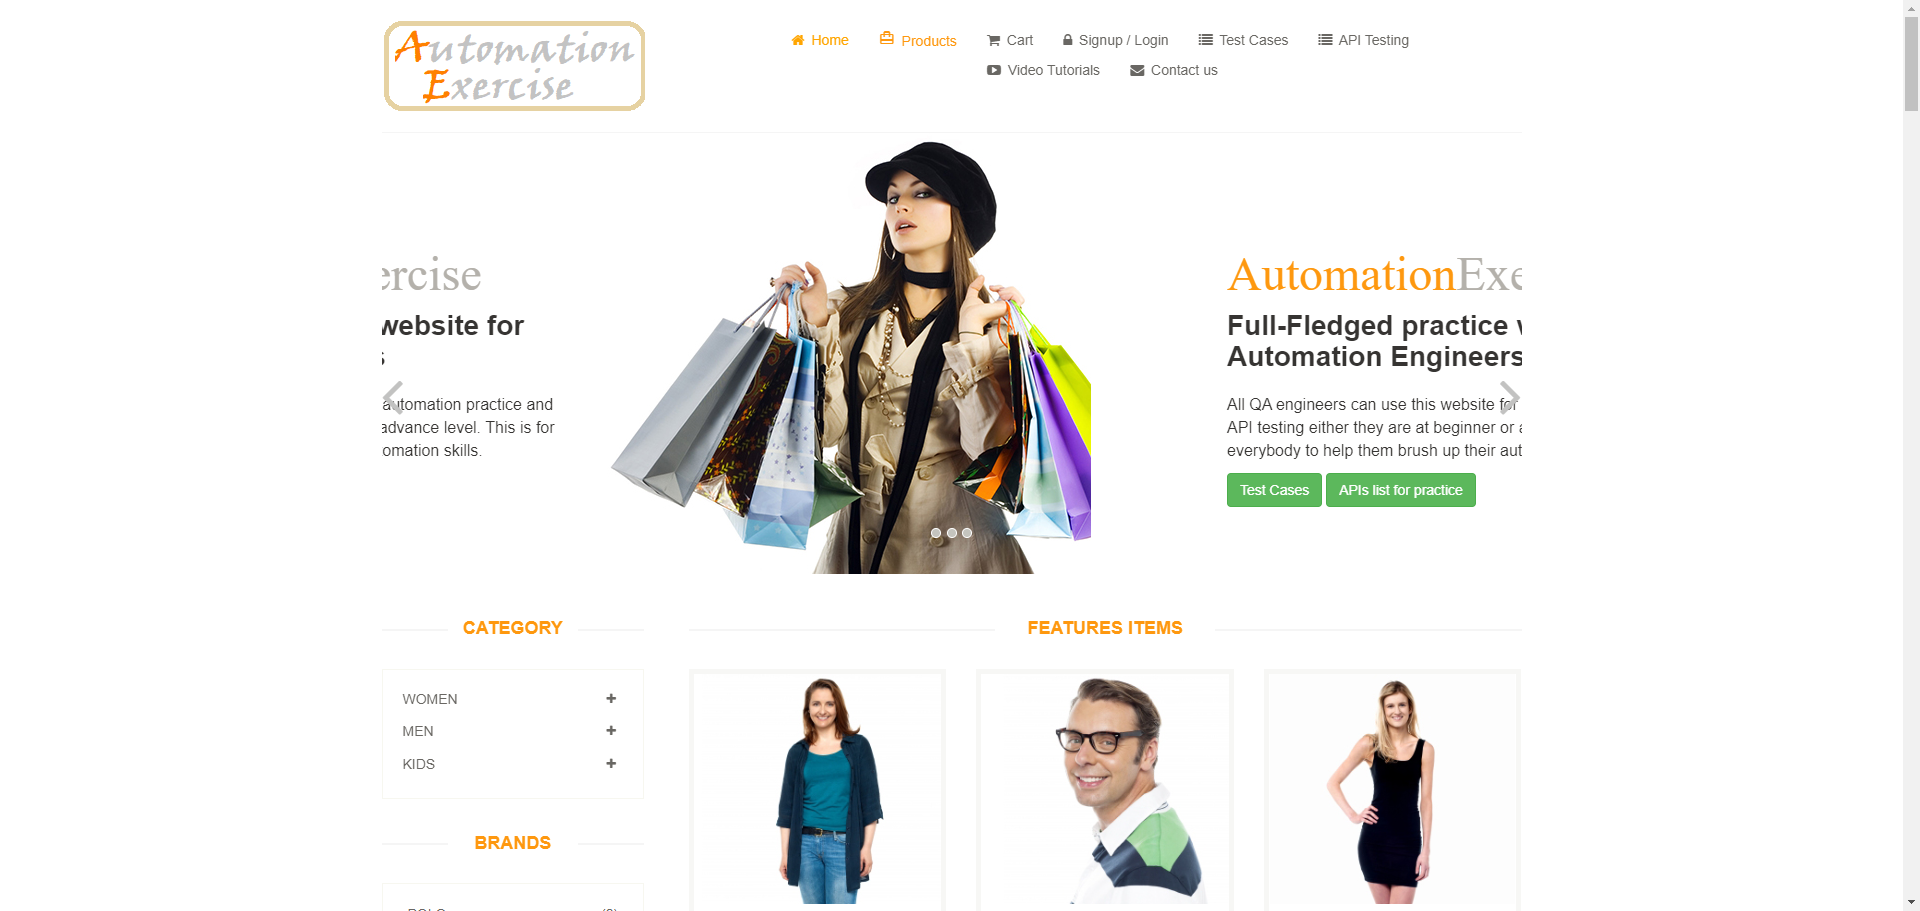 Automation
Exercise
Home
Products
Cart
Signup / Login
Test Cases
API Testing
Video Tutorials
Contact us
ercise
website for
s
automation practice and
advance level. This is for
omation skills.
AutomationExe
Full-Fledged practice w
Automation Engineers
All QA engineers can use this website for
API testing either they are at beginner or a
everybody to help them brush up their aut
Test Cases
APIs list for practice
CATEGORY
WOMEN
MEN
KIDS
BRANDS
FEATURES ITEMS